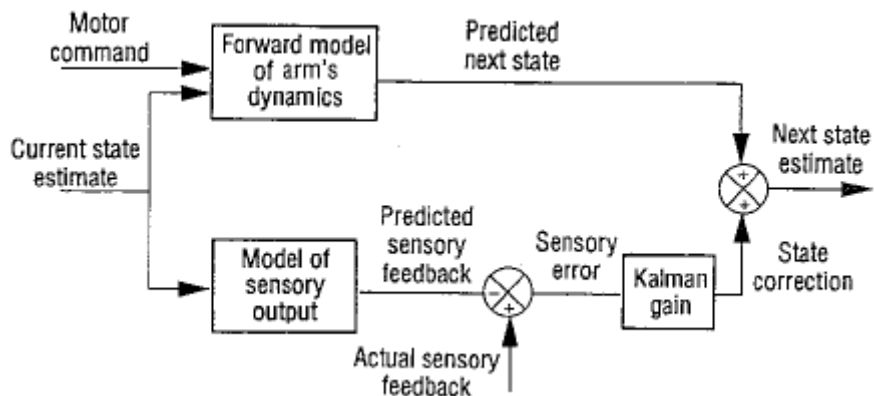 Motor
command
Forward model
of arm's
dynamics
Predicted
next state
Current state
estimate
+
+
Next state
estimate
Model of
sensory
output
Predicted
sensory
feedback
-
+
Sensory
error
Kalman
gain
State
correction
Actual sensory
feedback